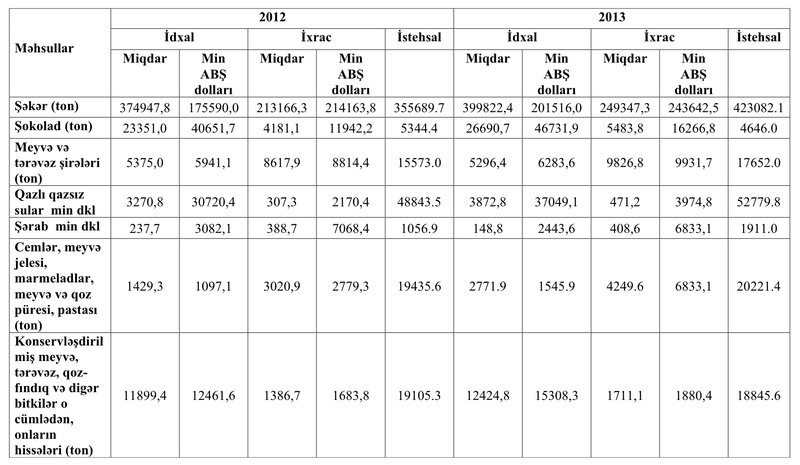 Məhsullar 2012 2013
İdxal İxrac İstehsal İdxal İxrac İstehsal
Miqdar Min ABŞ dolları Miqdar Min ABŞ dolları Miqdar Min ABŞ dolları Miqdar Min ABŞ dolları
Şəkər (ton) 374947,8 175590,0 213166,3 214163,8 355689.7 399822,4 201516,0 249347,3 243642,5 423082.1
Şokolad (ton) 23351,0 40651,7 4181,1 11942,2 5344.4 26690,7 46731,9 5483,8 16266,8 4646.0
Meyvə və
tərəvəz şirələri
(ton)
5375,0 5941,1 8617,9 8814,4 15573.0 5296,4 6283,6 9826,8 9931,7 17652.0
Qazlı qazsız
sular min dkl
3270,8 30720,4 307,3 2170,4 48843.5 3872,8 37049,1 471,2 3974,8 52779.8
Şərab min dkl 237,7 3082,1 388,7 7068,4 1056.9 148,8 2443,6 408,6 6833,1 1911.0
Cemlər, meyvə
jelesi,
marmeladlar,
meyvə və qoz
püresi, pastası
(ton)
1429,3 1097,1 3020,9 2779,3 19435.6 2771.9 1545.9 4249.6 6833,1 20221.4
Konservləşdiril
miş meyvə,
tərəvəz, qoz-
fındıq və digər
bitkilər o
cümlədən,
onların
hissələri (ton)
11899,4 12461,6 1386,7 1683,8 19105.3 12424,8 15308,3 1711,1 1880,4 18845.6